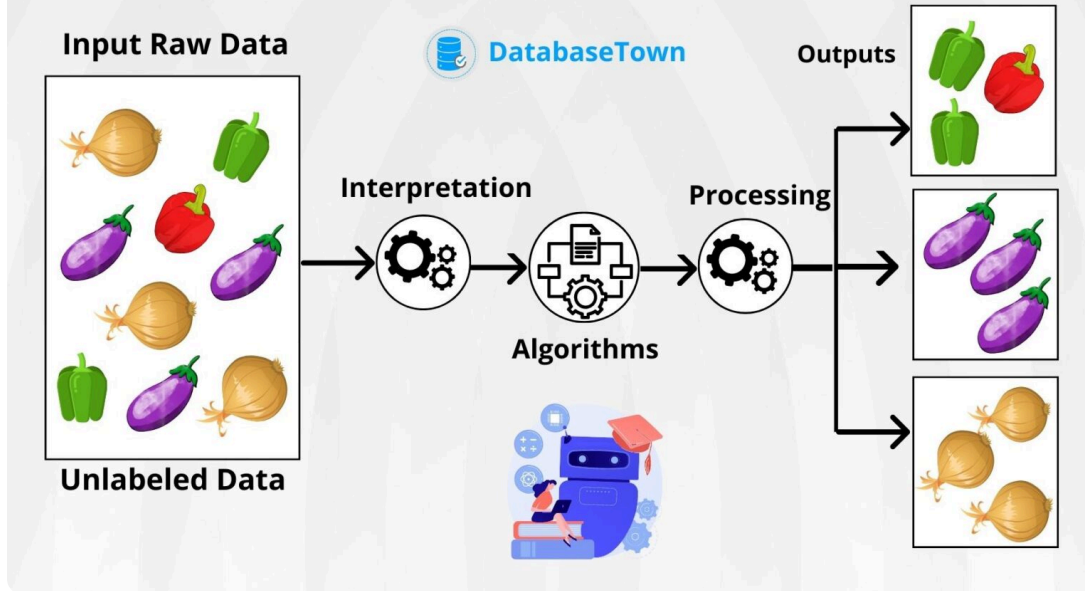 Input Raw Data
DatabaseTown
Outputs
Interpretation
Processing
Algorithms
Unlabeled Data